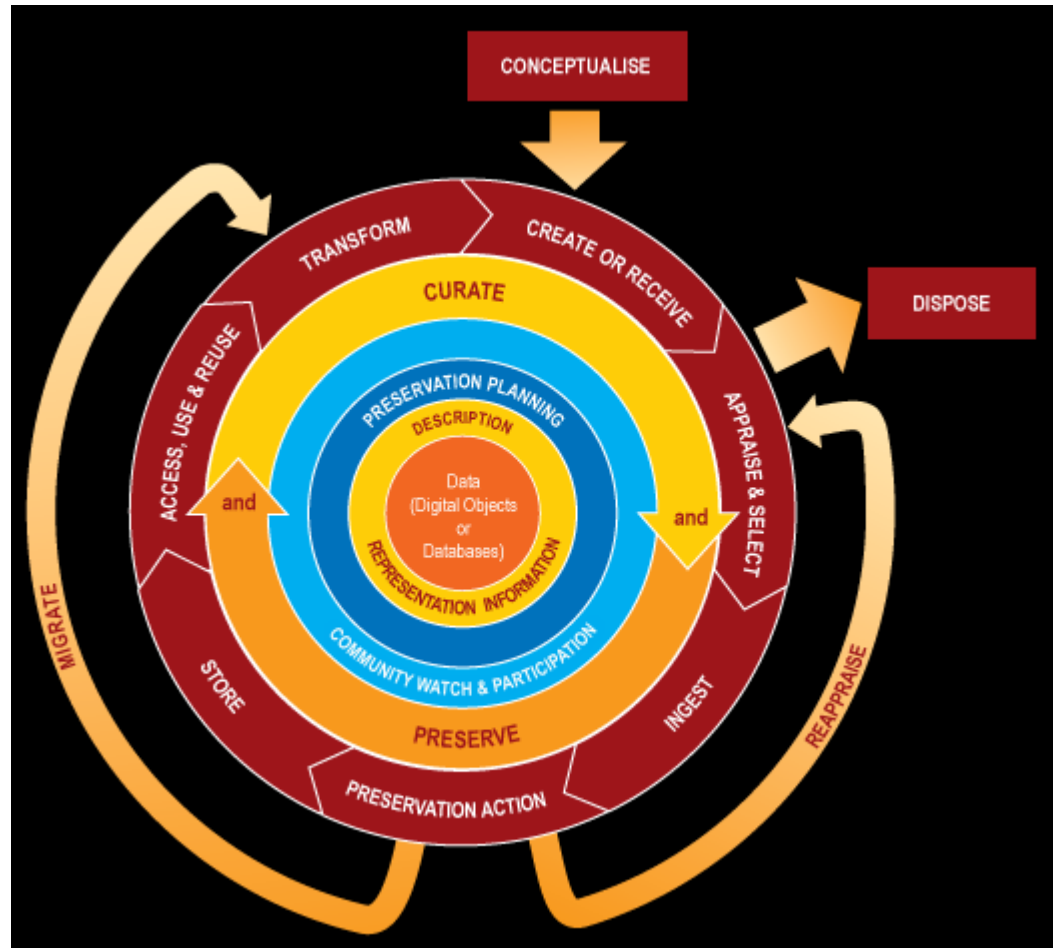 CONCEPTUALISE
TRANSFORM
CREATE OR RECEIVE
DISPOSE
CURATE
ACCESS, USE & REUSE
PRESERVATION PLANNING
APPRAISE & SELECT
DESCRIPTION
Data
(Digital Objects
or
Databases)
and
and
REPRESENTATION INFORMATION
MIGRATE
COMMUNITY WATCH & PARTICIPATION
STORE
INGEST
REAPPRAISE
PRESERVE
PRESERVATION ACTION